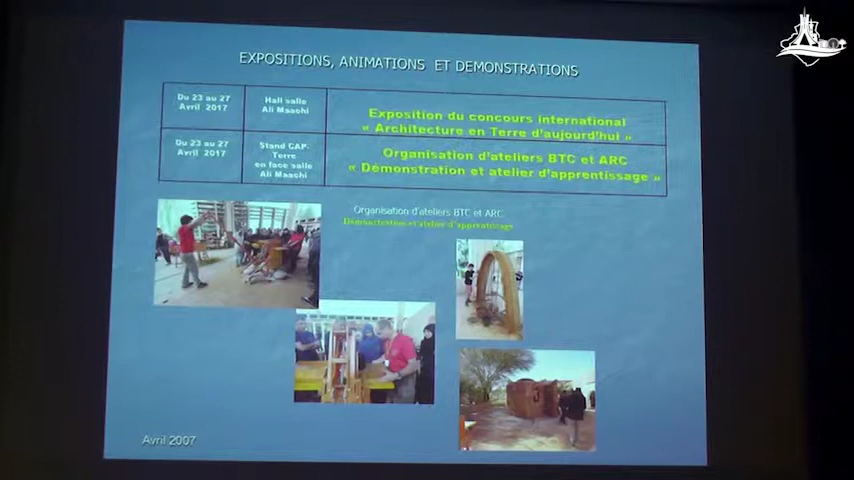 EXPOSITIONS, ANIMATIONS ET DEMONSTRATIONS
Du 23 au 27
Avril 2017
Hall salle
Ali Maachi
Exposition du concours international
« Architecture en Terre d'aujourd'hui »
Du 23 au 27
Avril 2017
Stand CAP-
Terre
en face salle
Ali Maachi
Organisation d'ateliers BTC et ARC
« Démonstration et atelier d'apprentissage »
Organisation d'ateliers BTC et ARC
Démonstration et atelier d'apprentissage
Avril 2007